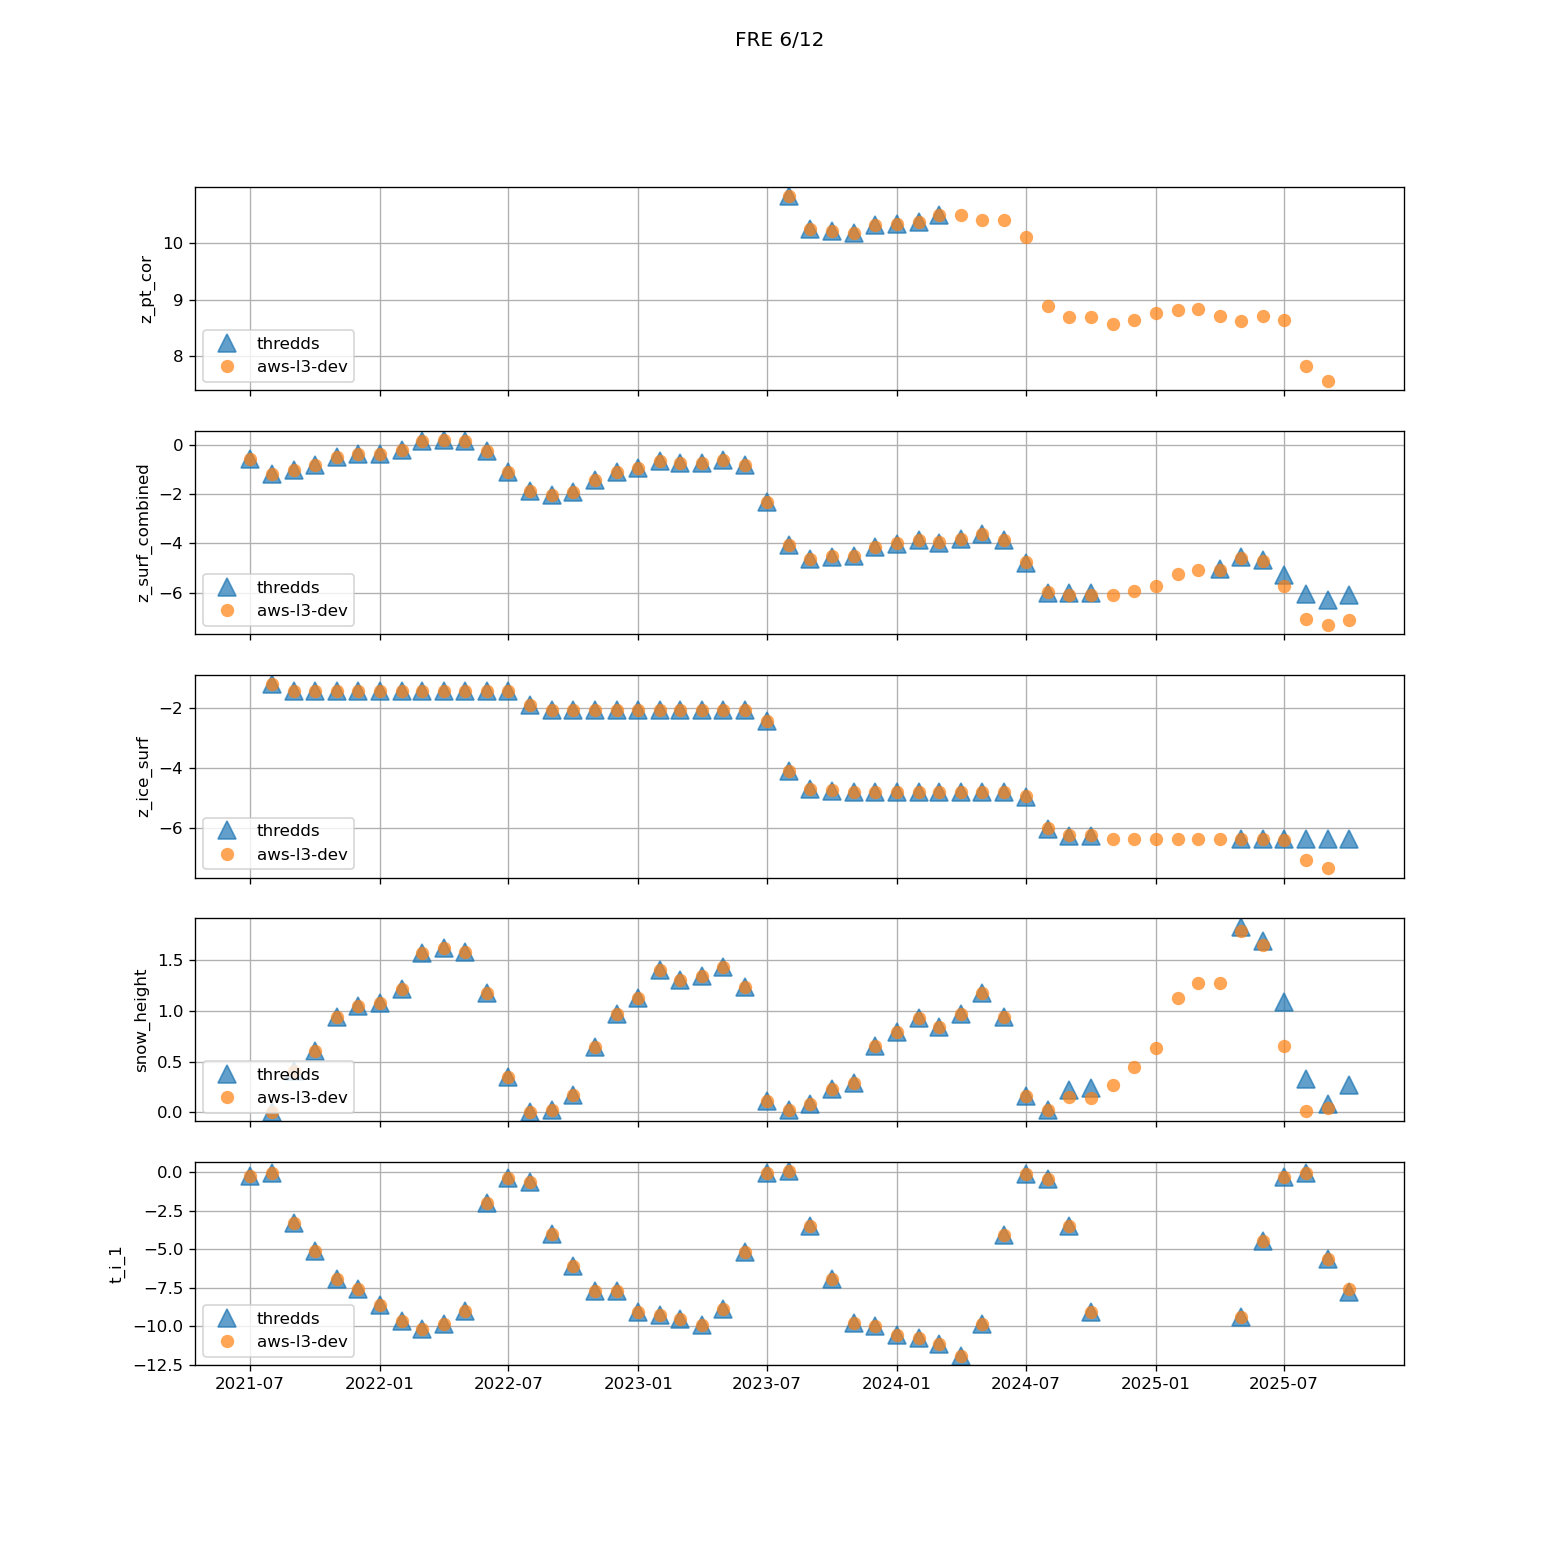 FRE 6/12
10
9
8
z_pt_cor
thredds
aws-l3-dev
0
−2
−4
−6
z_surf_combined
thredds
aws-l3-dev
−2
−4
−6
z_ice_surf
thredds
aws-l3-dev
1.5
1.0
0.5
0.0
snow_height
thredds
aws-l3-dev
0.0
−2.5
−5.0
−7.5
−10.0
−12.5
t_i_1
thredds
aws-l3-dev
2021-07 2022-01 2022-07 2023-01 2023-07 2024-01 2024-07 2025-01 2025-07